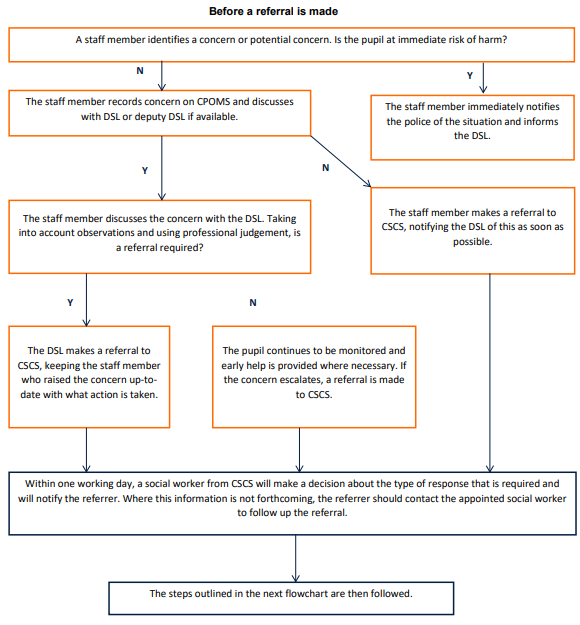 Before a referral is made
A staff member identifies a concern or potential concern. Is the pupil at immediate risk of harm?
N
Y
The staff member records concern on CPOMS and discusses
with DSL or deputy DSL if available.
The staff member immediately notifies
the police of the situation and informs
the DSL.
Y
N
The staff member discusses the concern with the DSL. Taking
into account observations and using professional judgement, is
a referral required?
The staff member makes a referral to
CSCS, notifying the DSL of this as soon as
possible.
Y
N
The DSL makes a referral to
CSCS, keeping the staff member
who raised the concern up-to-
date with what action is taken.
The pupil continues to be monitored and
early help is provided where necessary. If
the concern escalates, a referral is made
to CSCS.
Within one working day, a social worker from CSCS will make a decision about the type of response that is required and
will notify the referrer. Where this information is not forthcoming, the referrer should contact the appointed social worker
to follow up the referral.
The steps outlined in the next flowchart are then followed.